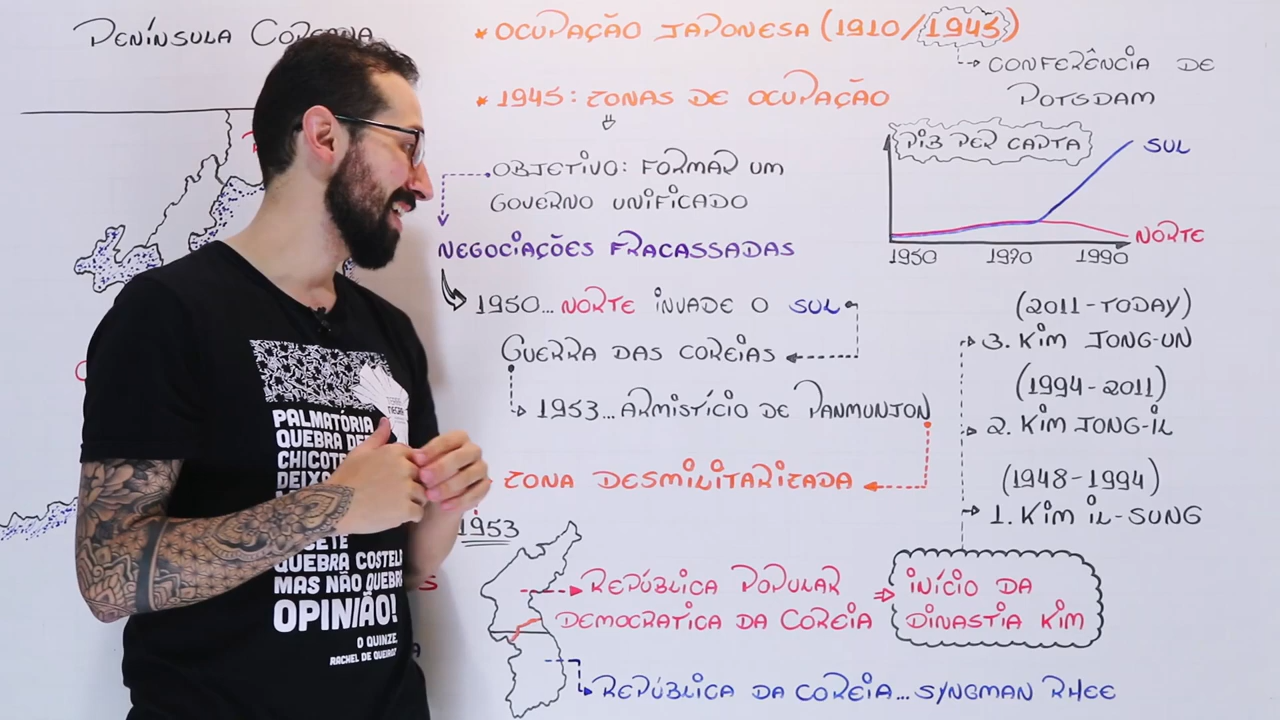 PENÍNSULA COREANA
* OCUPAÇÃO JAPONESA (1910/1945)
CONFERÊNCIA DE
POTSDAM
* 1945: ZONAS DE OCUPAÇÃO
OBJETIVO: FORMAR UM
GOVERNO UNIFICADO
NEGOCIAÇÕES FRACASSADAS
1950... NORTE INVADE O SUL
GUERRA DAS COREIAS
1953... ARMISTÍCIO DE PANMUNJON
ZONA DESMILITARIZADA
PIB PER CAPTA
SUL
NORTE
1950 1970 1990
(2011-TODAY)
3. KIM JONG-UN
(1994-2011)
2. KIM JONG-IL
(1948-1994)
1. KIM IL-SUNG
1953
REPÚBLICA POPULAR
DEMOCRATICA DA COREIA
INÍCIO DA
DINASTIA KIM
REPÚBLICA DA COREIA... SYNGMAN RHEE
PALMATÓRIA
QUEBRA
CHICOTE
QUEBRA COSTELA
MAS NÃO QUEBRA
OPINIÃO!
O QUINZE,
RACHEL DE QUEIROZ